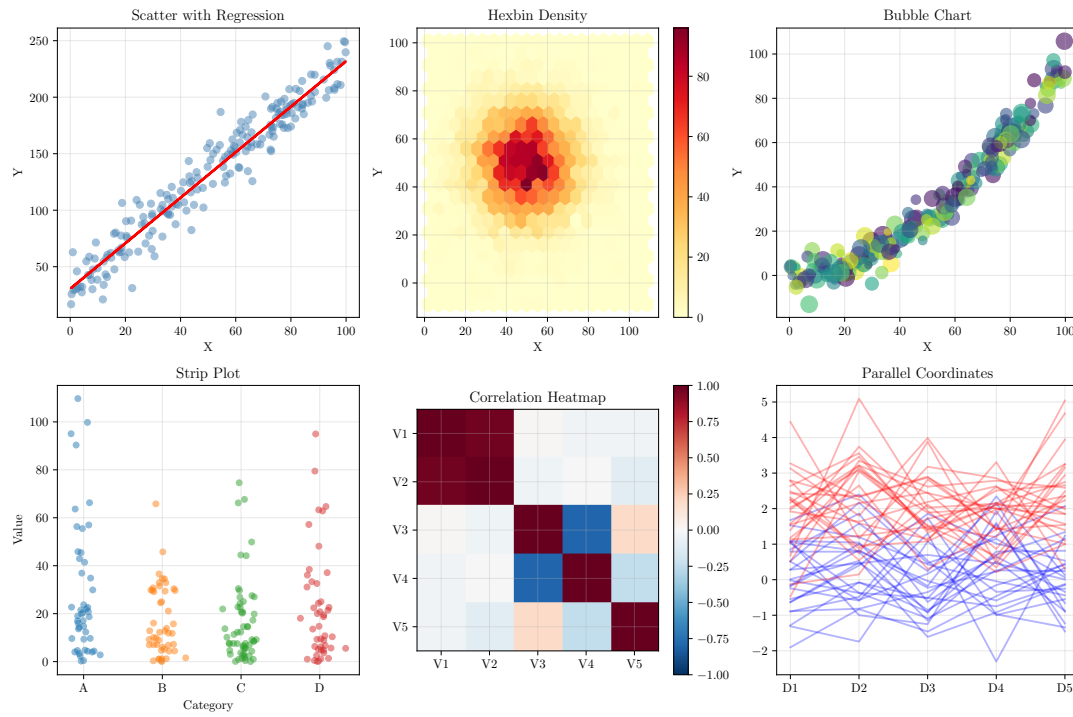 Scatter with Regression
250
200
150
100
50
0 20 40 60 80 100
X
Y
Hexbin Density
100
80
60
40
20
0
0 20 40 60 80 100
X
Y
80
60
40
20
0
Bubble Chart
100
80
60
40
20
0
0 20 40 60 80 100
X
Y
Strip Plot
100
80
60
40
20
0
A B C D
Category
Value
Correlation Heatmap
V1
V2
V3
V4
V5
V1 V2 V3 V4 V5
1.00
0.75
0.50
0.25
0.00
−0.25
−0.50
−0.75
−1.00
Parallel Coordinates
5
4
3
2
1
0
−1
−2
D1 D2 D3 D4 D5